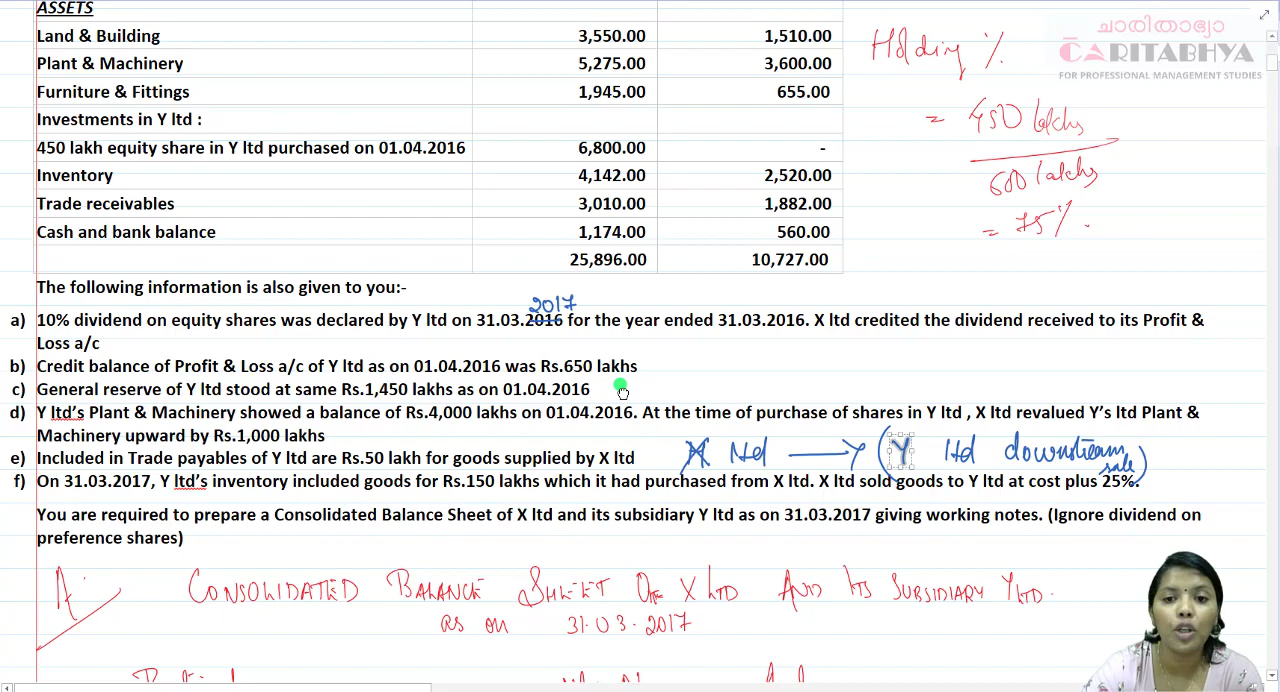 ASSETS
Land & Building 3,550.00 1,510.00
Plant & Machinery 5,275.00 3,600.00
Furniture & Fittings 1,945.00 655.00
Investments in Y ltd :
450 lakh equity share in Y ltd purchased on 01.04.2016 6,800.00 -
Inventory 4,142.00 2,520.00
Trade receivables 3,010.00 1,882.00
Cash and bank balance 1,174.00 560.00
25,896.00 10,727.00
Holding %
= 450 lakhs
600 lakhs
= 75%.
ചാരിതാഭ്യാ
CARITABHYA
FOR PROFESSIONAL MANAGEMENT STUDIES
The following information is also given to you:-
2017
a) 10% dividend on equity shares was declared by Y ltd on 31.03.2016 for the year ended 31.03.2016. X ltd credited the dividend received to its Profit &
Loss a/c
b) Credit balance of Profit & Loss a/c of Y ltd as on 01.04.2016 was Rs.650 lakhs
c) General reserve of Y ltd stood at same Rs.1,450 lakhs as on 01.04.2016
d) Y ltd's Plant & Machinery showed a balance of Rs.4,000 lakhs on 01.04.2016. At the time of purchase of shares in Y ltd , X ltd revalued Y's ltd Plant &
Machinery upward by Rs.1,000 lakhs
e) Included in Trade payables of Y ltd are Rs.50 lakh for goods supplied by X ltd
X ltd → Y (Y ltd downstream
sale)
f) On 31.03.2017, Y ltd's inventory included goods for Rs.150 lakhs which it had purchased from X ltd. X ltd sold goods to Y ltd at cost plus 25%.
You are required to prepare a Consolidated Balance Sheet of X ltd and its subsidiary Y ltd as on 31.03.2017 giving working notes. (Ignore dividend on
preference shares)
A. CONSOLIDATED BALANCE SHEET OF X LTD AND ITS SUBSIDIARY Y LTD.
as on 31.03.2017